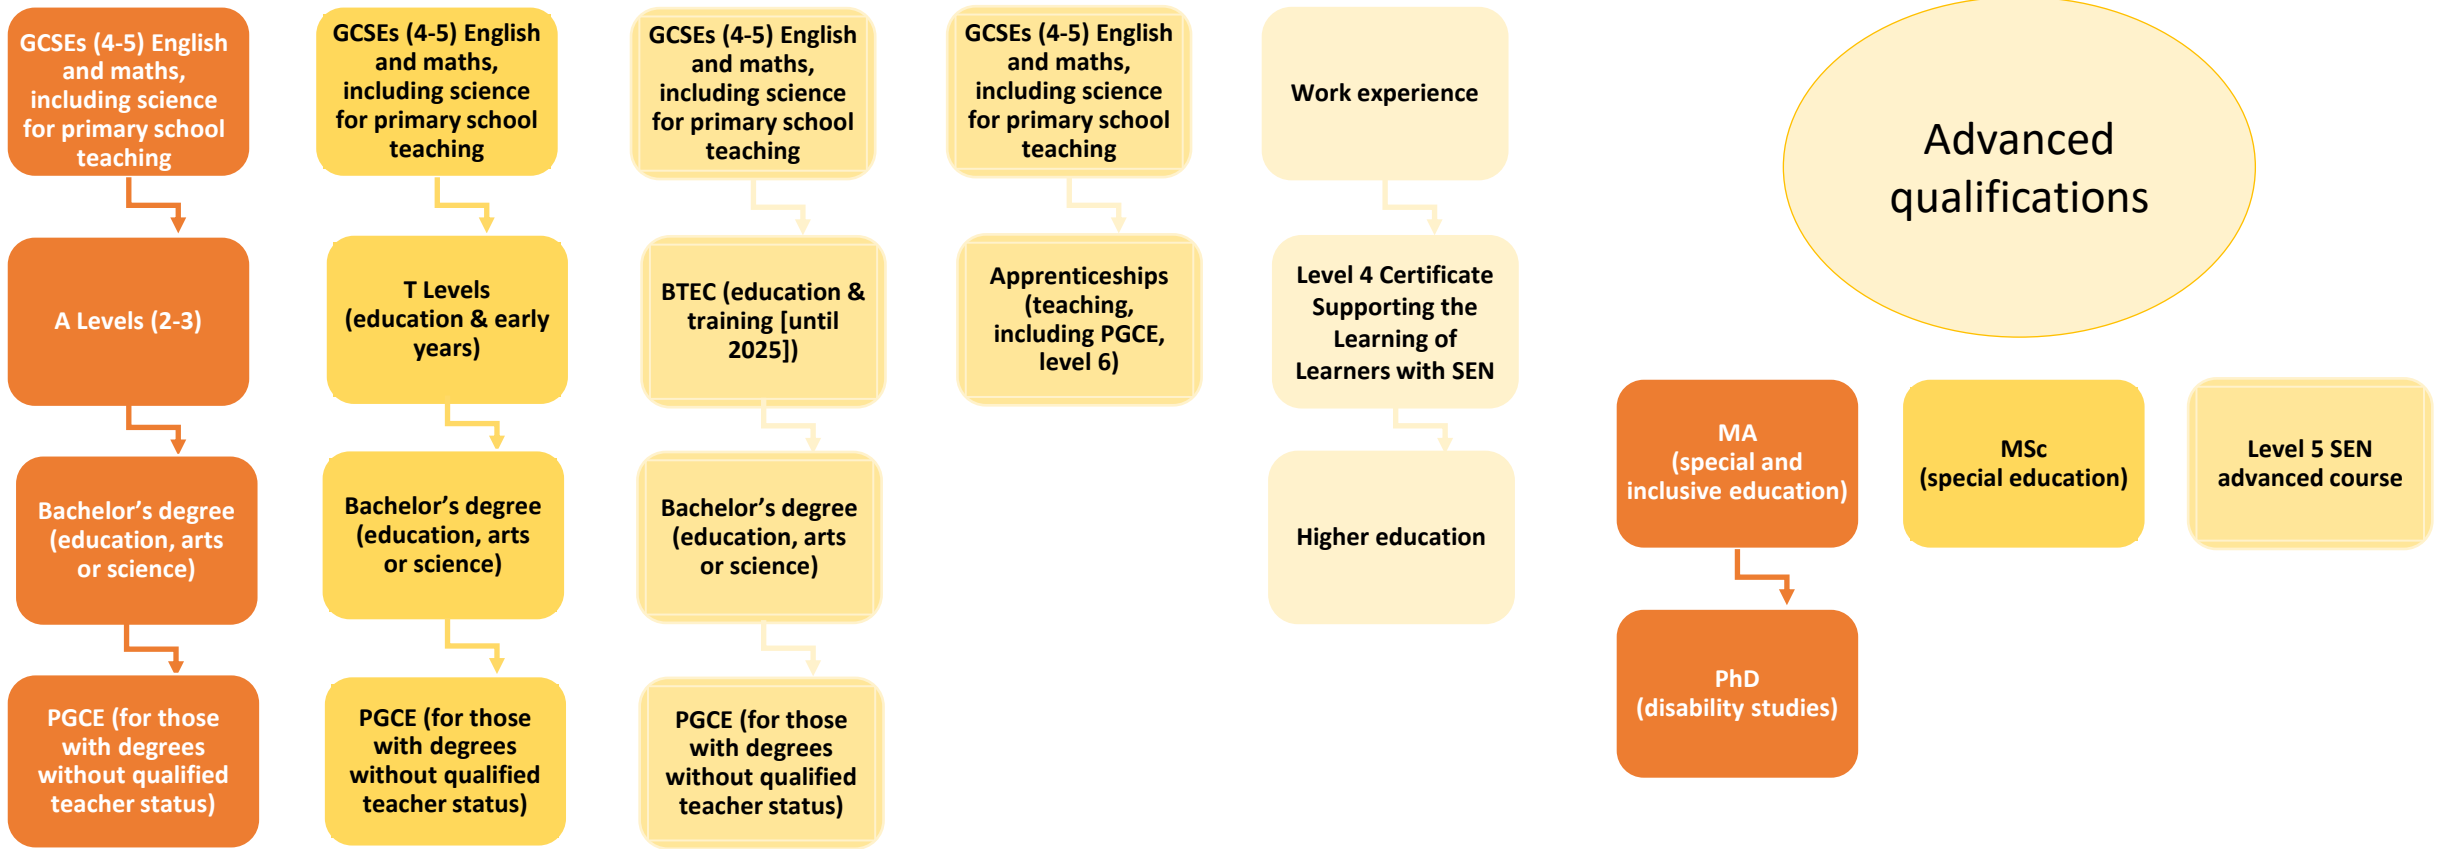 GCSEs (4-5) English
and maths,
including science
for primary school
teaching
A Levels (2-3)
Bachelor’s degree
(education, arts
or science)
PGCE (for those
with degrees
without qualified
teacher status)
GCSEs (4-5) English
and maths,
including science
for primary school
teaching
T Levels
(education & early
years)
Bachelor’s degree
(education, arts
or science)
PGCE (for those
with degrees
without qualified
teacher status)
GCSEs (4-5) English
and maths,
including science
for primary school
teaching
BTEC (education &
training [until
2025])
Bachelor’s degree
(education, arts
or science)
PGCE (for those
with degrees
without qualified
teacher status)
GCSEs (4-5) English
and maths,
including science
for primary school
teaching
Apprenticeships
(teaching,
including PGCE,
level 6)
Work experience
Level 4 Certificate
Supporting the
Learning of
Learners with SEN
Higher education
Advanced
qualifications
MA
(special and
inclusive education)
PhD
(disability studies)
MSc
(special education)
Level 5 SEN
advanced course